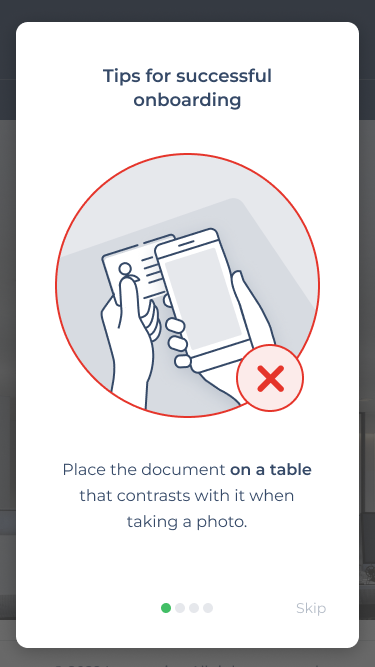 Tips for successful
onboarding
Place the document on a table
that contrasts with it when
taking a photo.
Skip